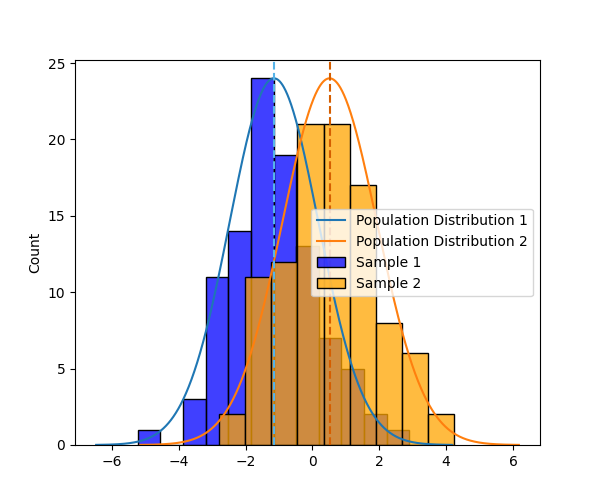 25
20
15
10
5
0
Count
Population Distribution 1
Population Distribution 2
Sample 1
Sample 2
−6 −4 −2 0 2 4 6